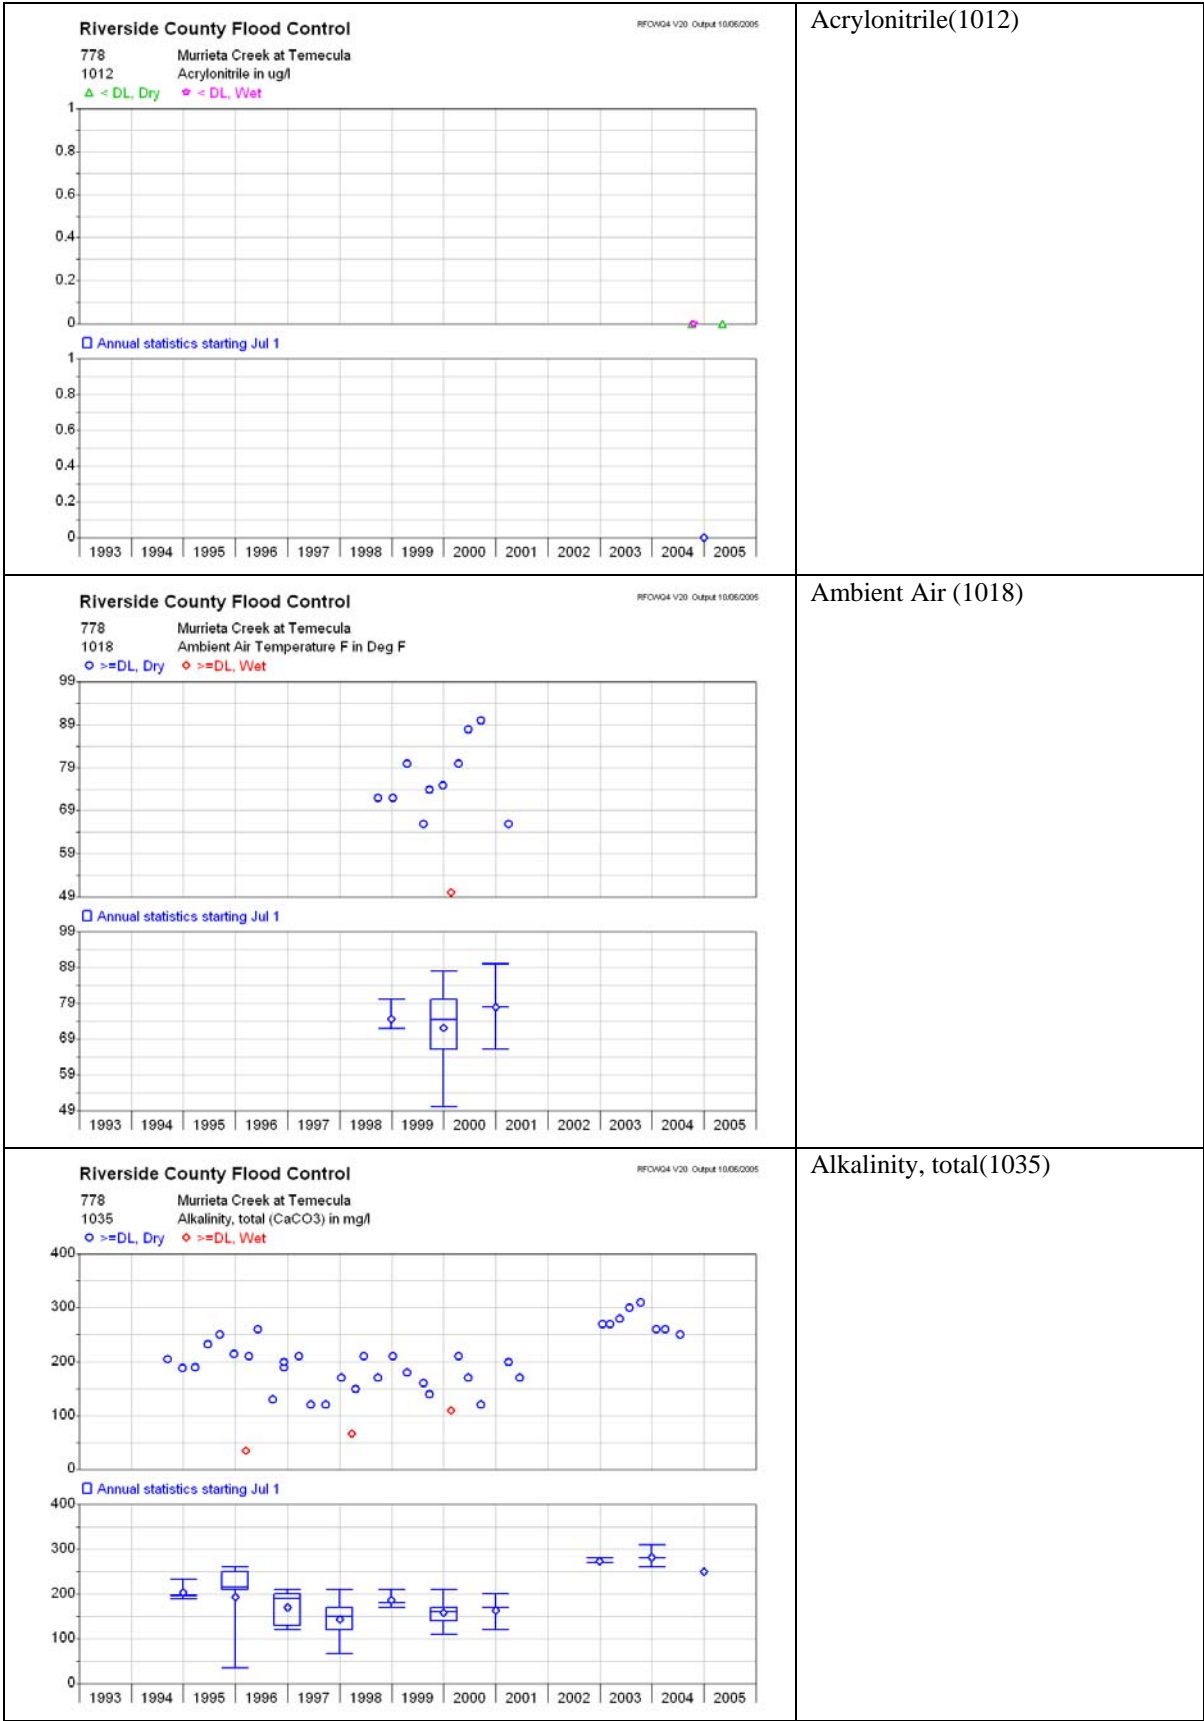 Riverside County Flood Control
RFCWQ4 V20 Output 10/06/2005
778 Murrieta Creek at Temecula
1012 Acrylonitrile in ug/l
< DL, Dry < DL, Wet
1
0.8
0.6
0.4
0.2
0
Annual statistics starting Jul 1
1
0.8
0.6
0.4
0.2
0
1993 1994 1995 1996 1997 1998 1999 2000 2001 2002 2003 2004 2005
Acrylonitrile(1012)
Riverside County Flood Control
RFCWQ4 V20 Output 10/06/2005
778 Murrieta Creek at Temecula
1018 Ambient Air Temperature F in Deg F
>=DL, Dry >=DL, Wet
99
89
79
69
59
49
Annual statistics starting Jul 1
99
89
79
69
59
49
1993 1994 1995 1996 1997 1998 1999 2000 2001 2002 2003 2004 2005
Ambient Air (1018)
Riverside County Flood Control
RFCWQ4 V20 Output 10/06/2005
778 Murrieta Creek at Temecula
1035 Alkalinity, total (CaCO3) in mg/l
>=DL, Dry >=DL, Wet
400
300
200
100
0
Annual statistics starting Jul 1
400
300
200
100
0
1993 1994 1995 1996 1997 1998 1999 2000 2001 2002 2003 2004 2005
Alkalinity, total(1035)